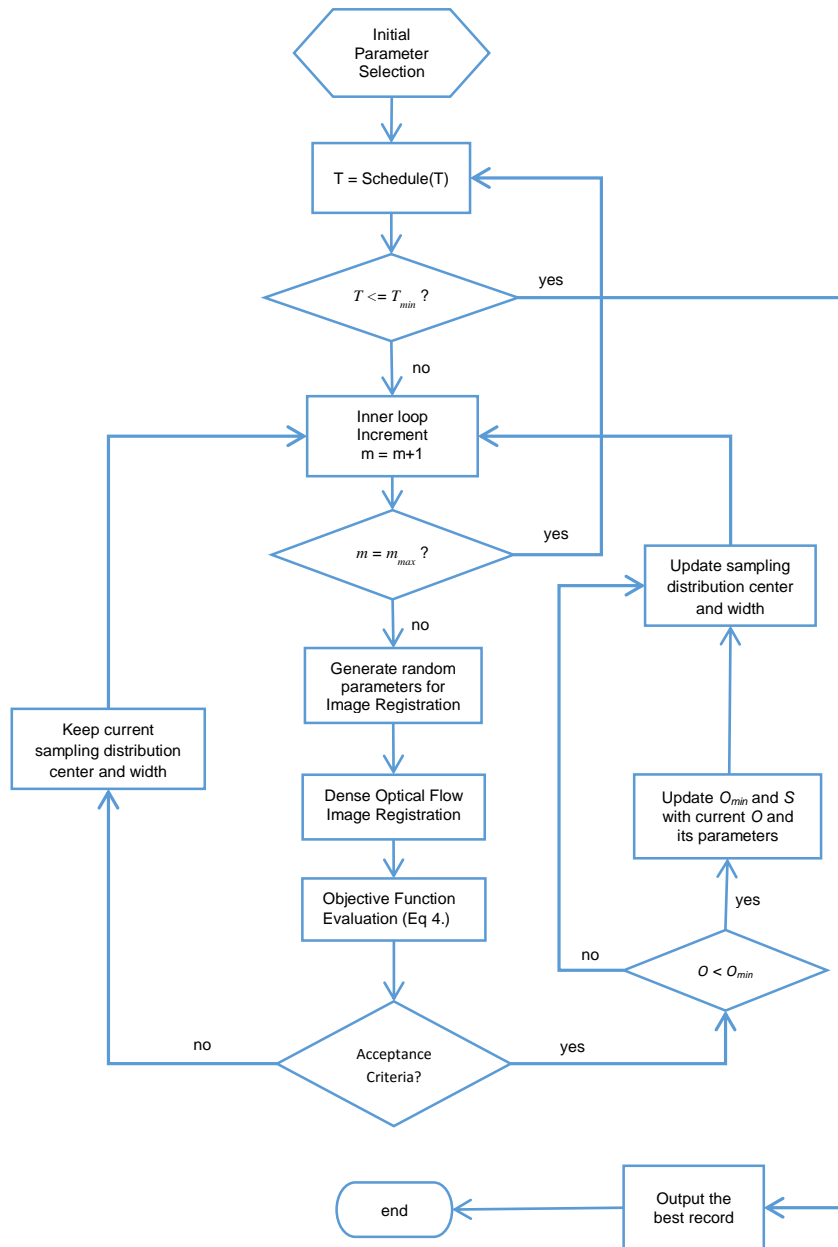 Initial
Parameter
Selection
T = Schedule(T)
T <= Tmin ?
yes
no
Inner loop
Increment
m = m+1
m = mmax ?
yes
no
Update sampling
distribution center
and width
Generate random
parameters for
Image Registration
Keep current
sampling distribution
center and width
Dense Optical Flow
Image Registration
Update Omin and S
with current O and
its parameters
Objective Function
Evaluation (Eq 4.)
yes
no
O < Omin
no
Acceptance
Criteria?
yes
end
Output the
best record